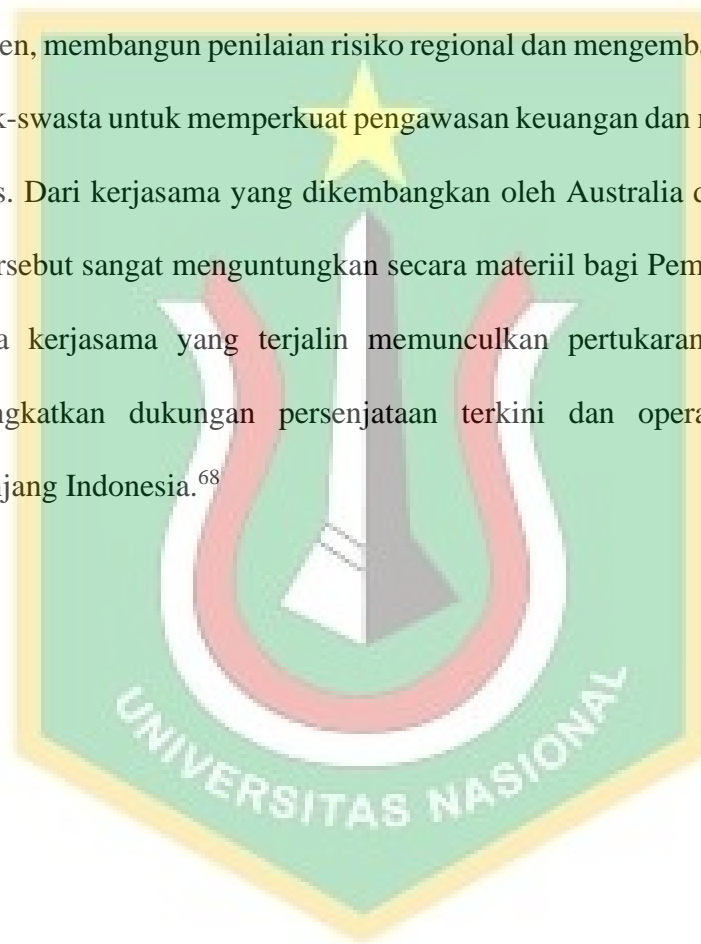 en, membangun penilaian risiko regional dan mengemba
k-swasta untuk memperkuat pengawasan keuangan dan
s. Dari kerjasama yang dikembangkan oleh Australia
rsebut sangat menguntungkan secara materiil bagi Pem
a kerjasama yang terjalin memunculkan pertukaran
ngkatkan dukungan persenjataan terkini dan opera
njang Indonesia.68
UNIVERSITAS NASIONAL